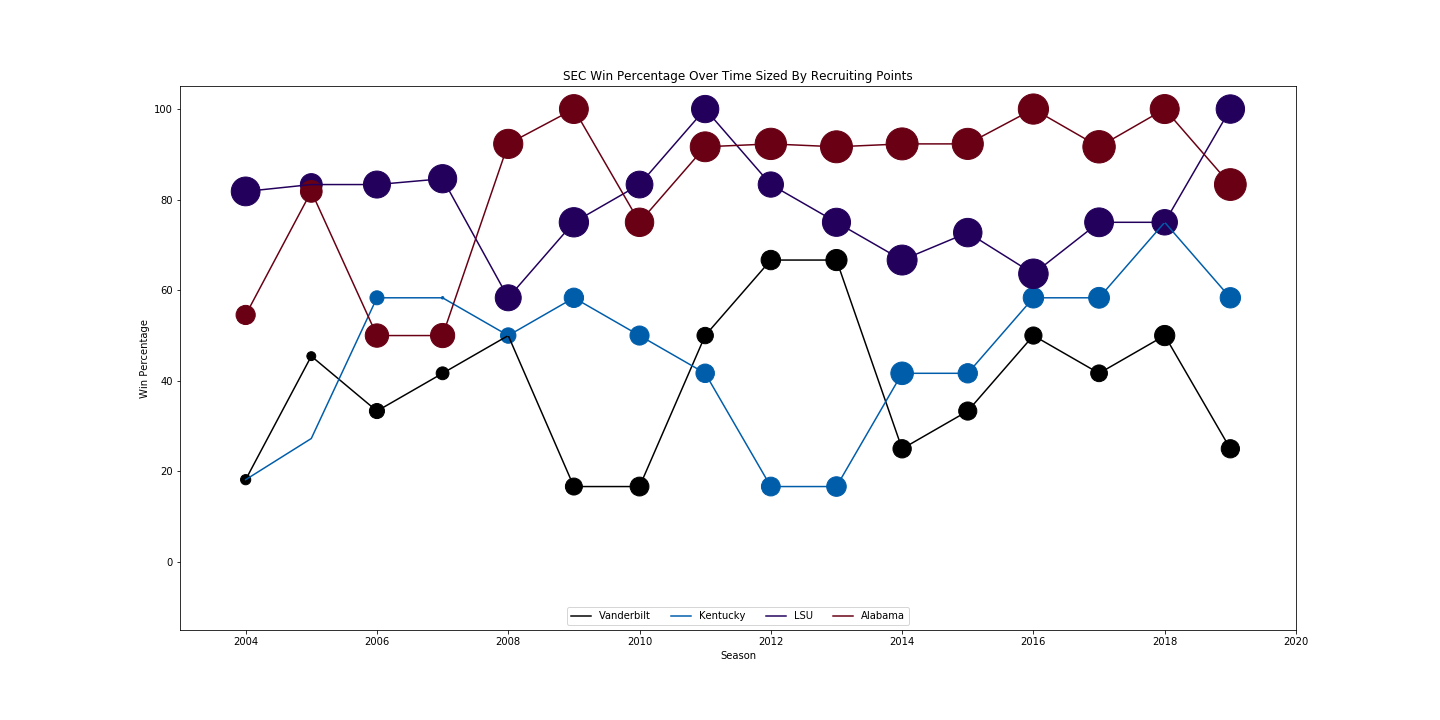 SEC Win Percentage Over Time Sized By Recruiting Points
100
80
60
40
20
0
Win Percentage
Vanderbilt Kentucky LSU Alabama
2004 2006 2008 2010 2012 2014 2016 2018 2020
Season